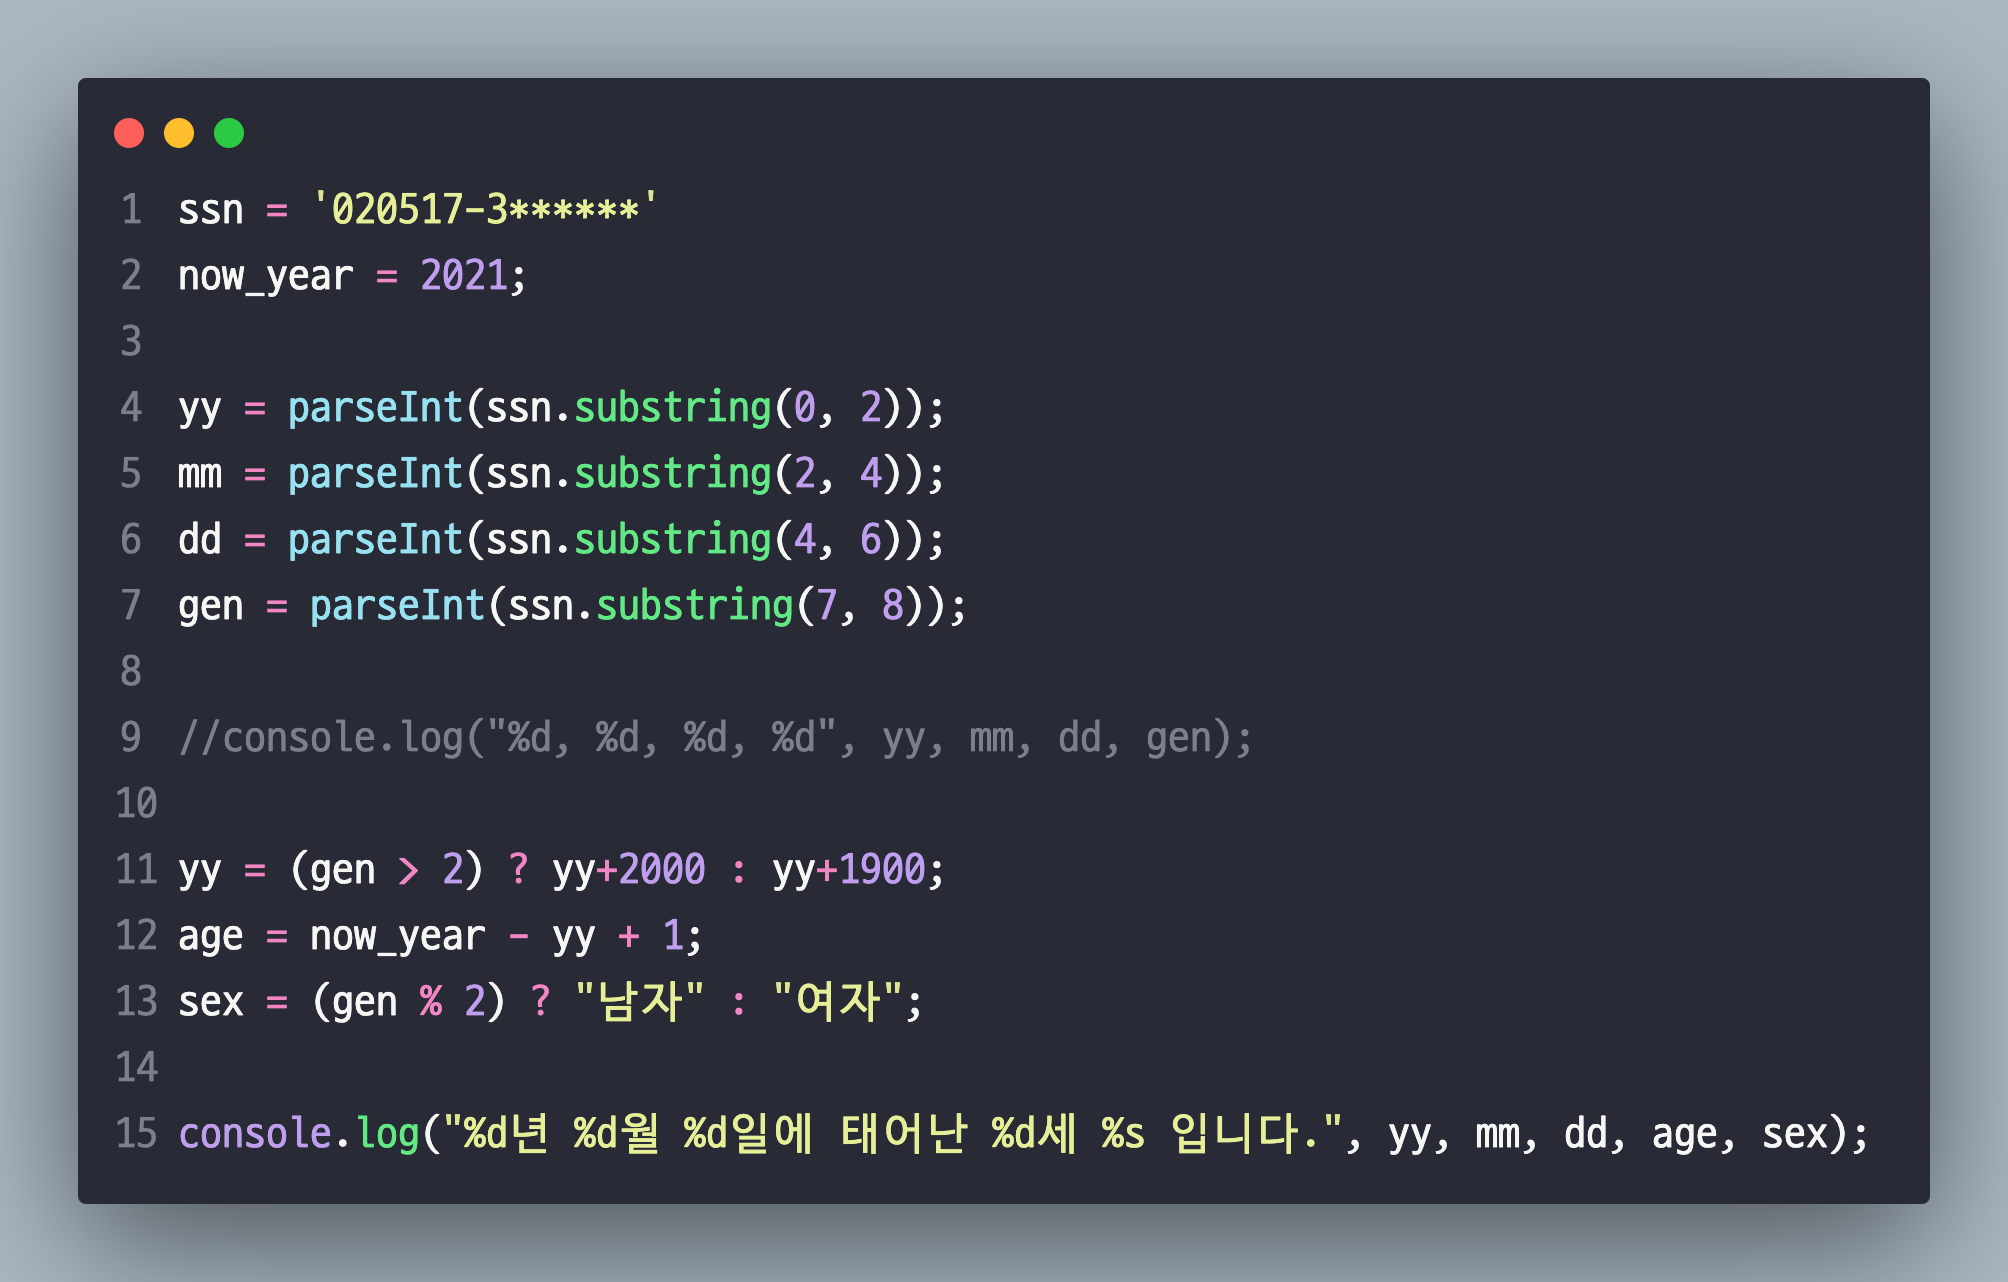 1 ssn = '020517-3******'
2 now_year = 2021;
3
4 yy = parseInt(ssn.substring(0, 2));
5 mm = parseInt(ssn.substring(2, 4));
6 dd = parseInt(ssn.substring(4, 6));
7 gen = parseInt(ssn.substring(7, 8));
8
9 //console.log("%d, %d, %d, %d", yy, mm, dd, gen);
10
11 yy = (gen > 2) ? yy+2000 : yy+1900;
12 age = now_year - yy + 1;
13 sex = (gen % 2) ? "남자" : "여자";
14
15 console.log("%d년 %d월 %d일에 태어난 %d세 %s 입니다.", yy, mm, dd, age, sex);